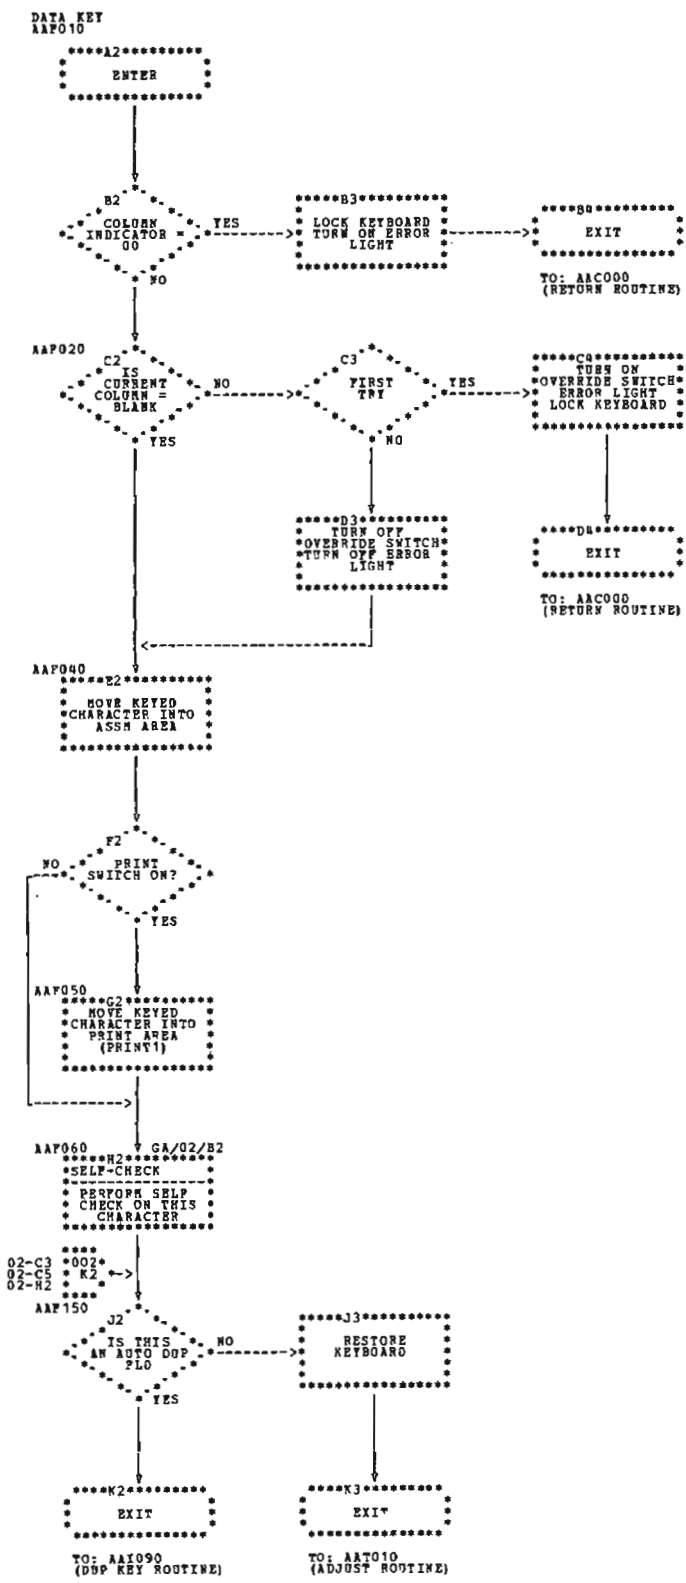 DATA KEY
AAF010
A2
ENTER
B2
COLUMN
INDICATOR =
00
YES
NO
B3
LOCK KEYBOARD
TURN ON ERROR
LIGHT
B4
EXIT
TO: AAC000
(RETURN ROUTINE)
AAF020
C2
IS
CURRENT
COLUMN =
BLANK
NO
YES
C3
FIRST
TRY
YES
NO
C4
TURN ON
OVERRIDE SWITCH
ERROR LIGHT
LOCK KEYBOARD
D3
TURN OFF
OVERRIDE SWITCH
TURN OFF ERROR
LIGHT
D4
EXIT
TO: AAC000
(RETURN ROUTINE)
AAF040
E2
MOVE KEYED
CHARACTER INTO
ASSM AREA
F2
PRINT
SWITCH ON?
NO
YES
AAF050
G2
MOVE KEYED
CHARACTER INTO
PRINT AREA
(PRINT1)
AAF060
GA/02/B2
H2
SELF-CHECK
PERFORM SELF
CHECK ON THIS
CHARACTER
02-C3
02-C5
02-H2
002
K2
AAF150
J2
IS THIS
AN AUTO DUP
FLD
NO
YES
J3
RESTORE
KEYBOARD
K2
EXIT
TO: AAI090
(DUP KEY ROUTINE)
K3
EXIT
TO: AAT010
(ADJUST ROUTINE)